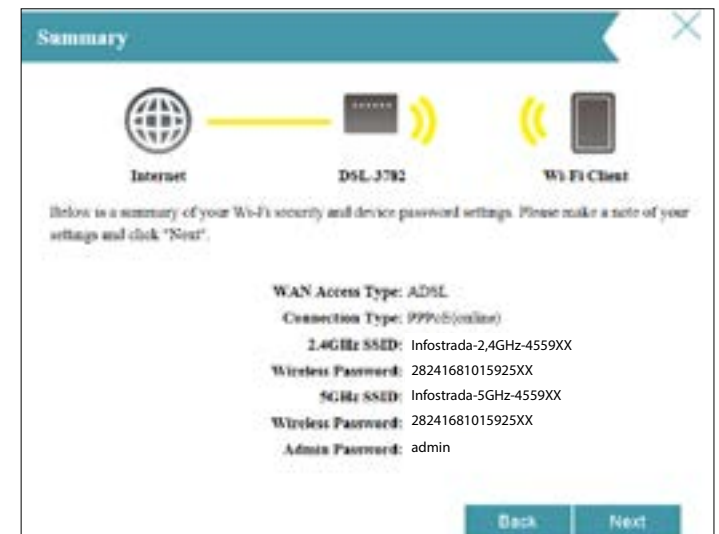 Summary
Internet
DSL-3782
Wi-Fi Client
Below is a summary of your Wi-Fi security and device password settings. Please make a note of your
settings and click "Next".
WAN Access Type: ADSL
Connection Type: PPPoE(online)
2.4GHz SSID: Infostrada-2,4GHz-4559XX
Wireless Password: 28241681015925XX
5GHz SSID: Infostrada-5GHz-4559XX
Wireless Password: 28241681015925XX
Admin Password: admin
Back
Next